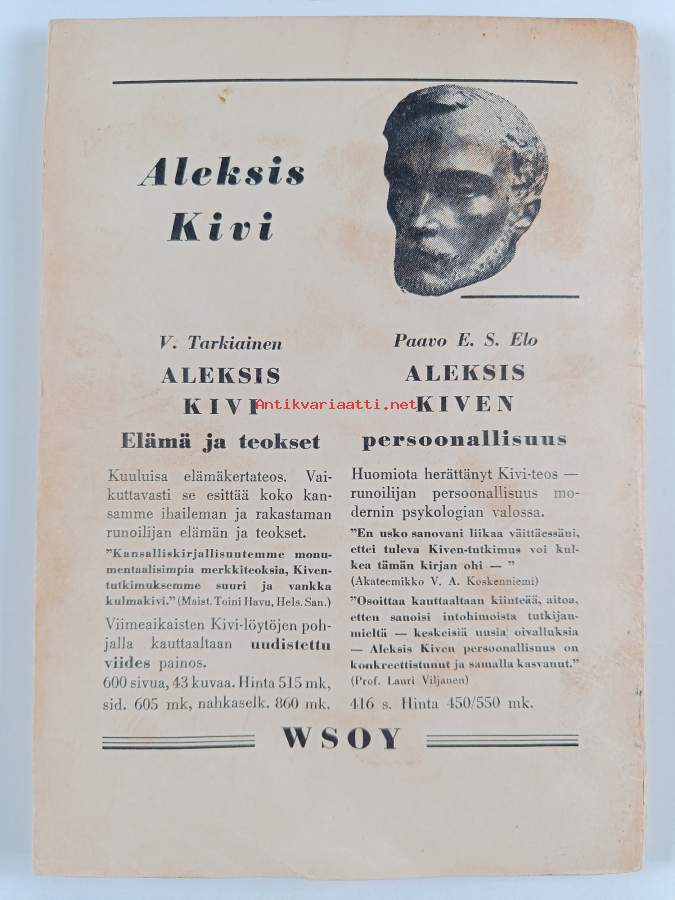 Aleksis
Kivi
V. Tarkiainen
ALEKSIS
KIVI
Elämä ja teokset
Kuuluisa elämäkertateos. Vai-
kuttavasti se esittää koko kan-
samme ihaileman ja rakastaman
runoilijan elämän ja teokset.
"Kansalliskirjallisuutemme monu-
mentaalisimpia merkkiteoksia, Kiven-
tutkimuksemme suuri ja vankka
kulmakivi." (Maist. Toini Havu, Hels. San.)
Viimeaikaisten Kivi-löytöjen poh-
jalla kauttaaltaan uudistettu
viides painos.
600 sivua, 43 kuvaa. Hinta 515 mk,
sid. 605 mk, nahkaselk. 860 mk.
Paavo E. S. Elo
ALEKSIS
KIVEN
persoonallisuus
Huomiota herättänyt Kivi-teos —
runoilijan persoonallisuus mo-
dernin psykologian valossa.
"En usko sanovani liikaa väittäessäni,
ettei tuleva Kiven-tutkimus voi kul-
kea tämän kirjan ohi — "
(Akateemikko V. A. Koskenniemi)
"Osoittaa kauttaaltaan kiinteää, aitoa,
etten sanoisi intohimoista tutkijan-
mieltä — keskeisiä uusia oivalluksia
— Aleksis Kiven persoonallisuus on
konkreettistunut ja samalla kasvanut."
(Prof. Lauri Viljanen)
416 s. Hinta 450/550 mk.
WSOY
Antikvariaatti.net